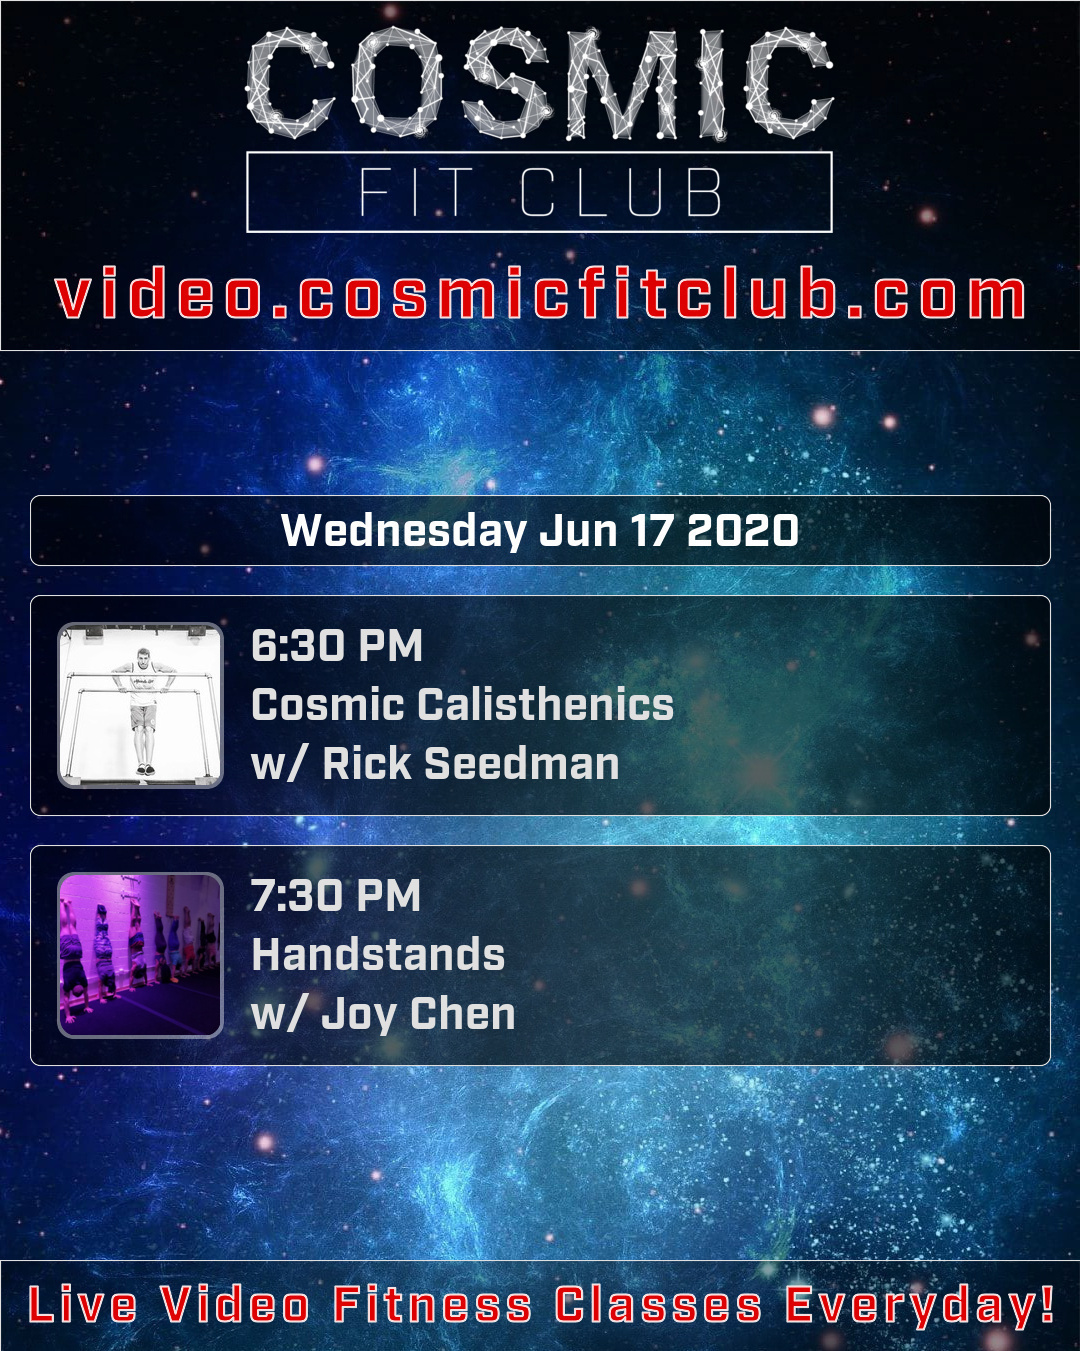 COSMIC
FIT CLUB
video.cosmicfitclub.com
Wednesday Jun 17 2020
6:30 PM
Cosmic Calisthenics
w/ Rick Seedman
7:30 PM
Handstands
w/ Joy Chen
Live Video Fitness Classes Everyday!